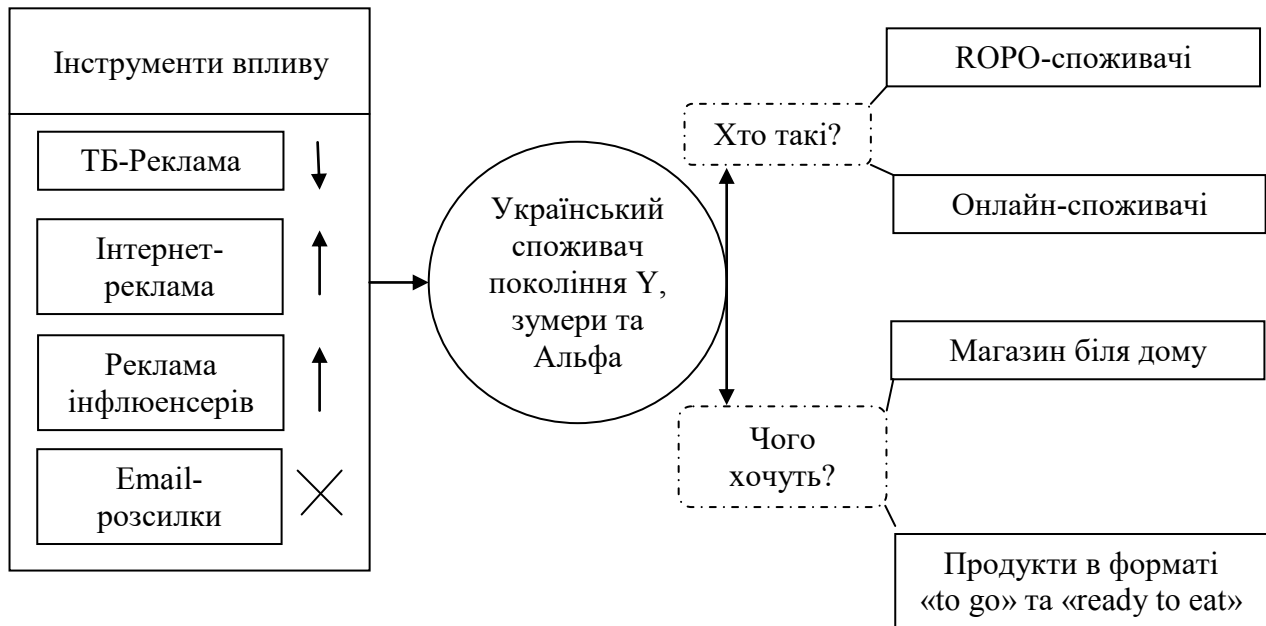 Інструменти впливу
ТБ-Реклама
Інтернет-
реклама
Реклама
інфлюенсерів
Email-
розсилки
Український
споживач
покоління Y,
зумери та
Альфа
Хто такі?
ROPO-споживачі
Онлайн-споживачі
Чого
хочуть?
Магазин біля дому
Продукти в форматі
«to go» та «ready to eat»